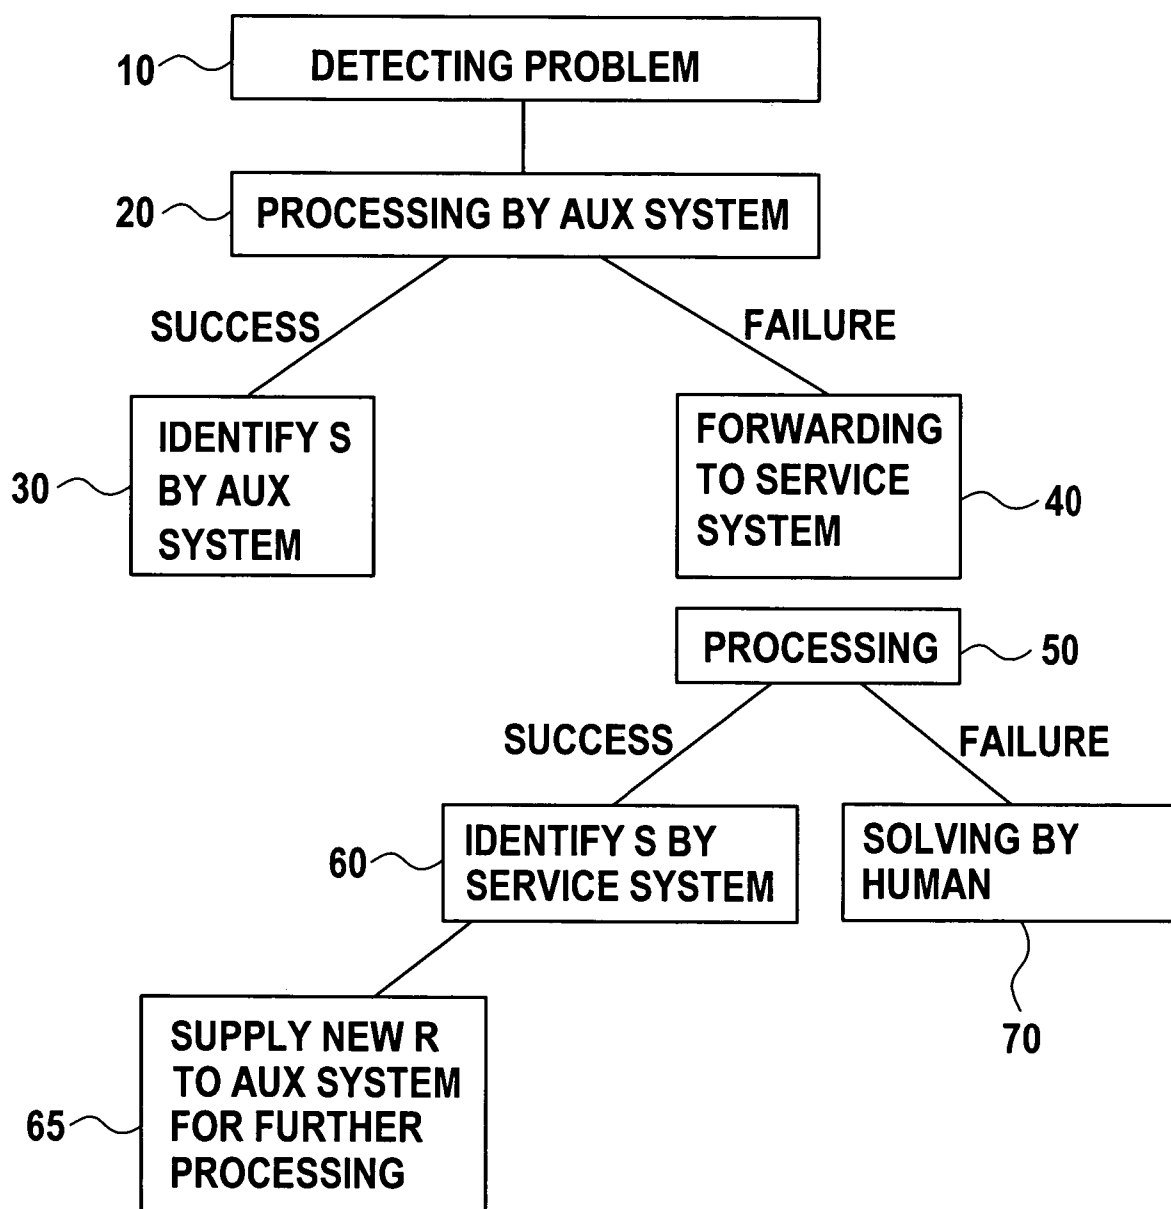 10
DETECTING PROBLEM
20
PROCESSING BY AUX SYSTEM
SUCCESS
FAILURE
30
IDENTIFY S
BY AUX
SYSTEM
FORWARDING
TO SERVICE
SYSTEM
40
PROCESSING
50
SUCCESS
FAILURE
60
IDENTIFY S BY
SERVICE SYSTEM
SOLVING BY
HUMAN
70
65
SUPPLY NEW R
TO AUX SYSTEM
FOR FURTHER
PROCESSING